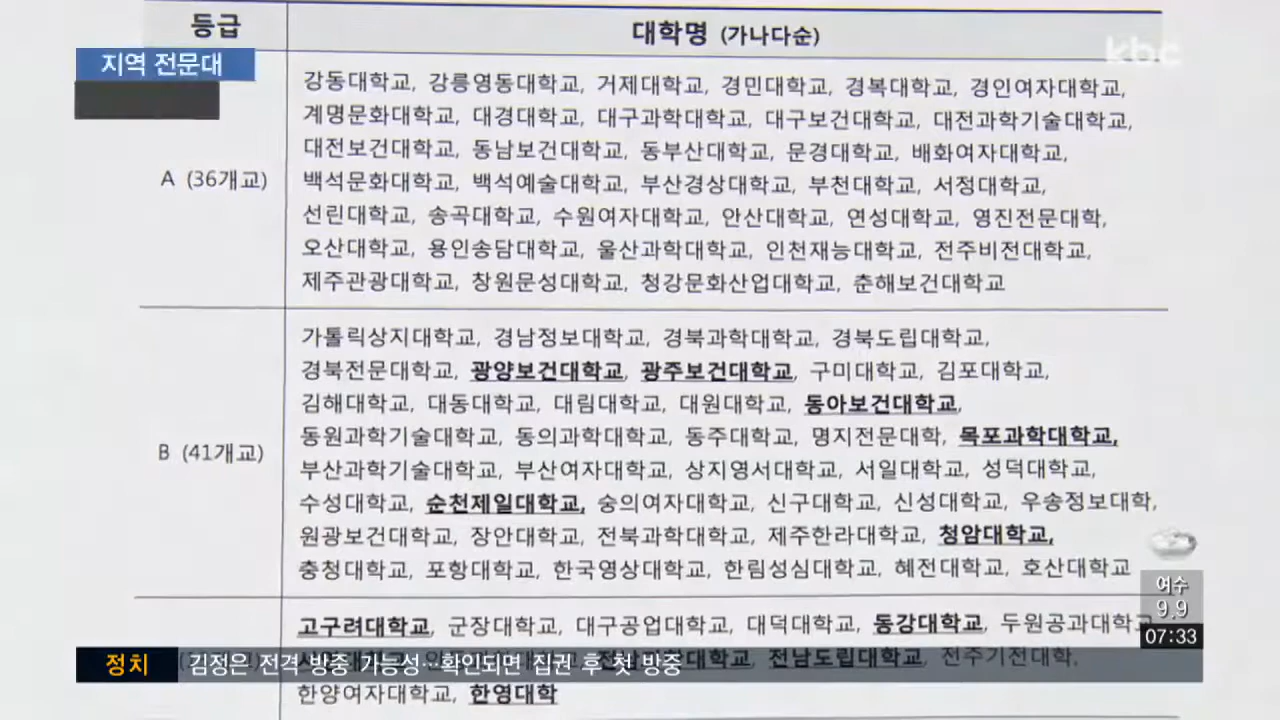 등급 대학명 (가나다순)
kbc
지역 전문대
강동대학교, 강릉영동대학교, 거제대학교, 경민대학교, 경복대학교, 경인여자대학교,
계명문화대학교, 대경대학교, 대구과학대학교, 대구보건대학교, 대전과학기술대학교,
대전보건대학교, 동남보건대학교, 동부산대학교, 문경대학교, 배화여자대학교,
A (36개교) 백석문화대학교, 백석예술대학교, 부산경상대학교, 부천대학교, 서정대학교,
선린대학교, 송곡대학교, 수원여자대학교, 안산대학교, 연성대학교, 영진전문대학,
오산대학교, 용인송담대학교, 울산과학대학교, 인천재능대학교, 전주비전대학교,
제주관광대학교, 창원문성대학교, 청강문화산업대학교, 춘해보건대학교
가톨릭상지대학교, 경남정보대학교, 경북과학대학교, 경북도립대학교,
경북전문대학교, 광양보건대학교, 광주보건대학교, 구미대학교, 김포대학교,
김해대학교, 대동대학교, 대림대학교, 대원대학교, 동아보건대학교,
동원과학기술대학교, 동의과학대학교, 동주대학교, 명지전문대학, 목포과학대학교,
B (41개교) 부산과학기술대학교, 부산여자대학교, 상지영서대학교, 서일대학교, 성덕대학교,
수성대학교, 순천제일대학교, 숭의여자대학교, 신구대학교, 신성대학교, 우송정보대학,
원광보건대학교, 장안대학교, 전북과학대학교, 제주한라대학교, 청암대학교,
충청대학교, 포항대학교, 한국영상대학교, 한림성심대학교, 혜전대학교, 호산대학교
여수
9.9
07:33
고구려대학교, 군장대학교, 대구공업대학교, 대덕대학교, 동강대학교, 두원공과대학교
전남도립대학교, 전주기전대학,
정치 김정은 전격 방중 가능성…확인되면 집권 후 첫 방중
한양여자대학교, 한영대학